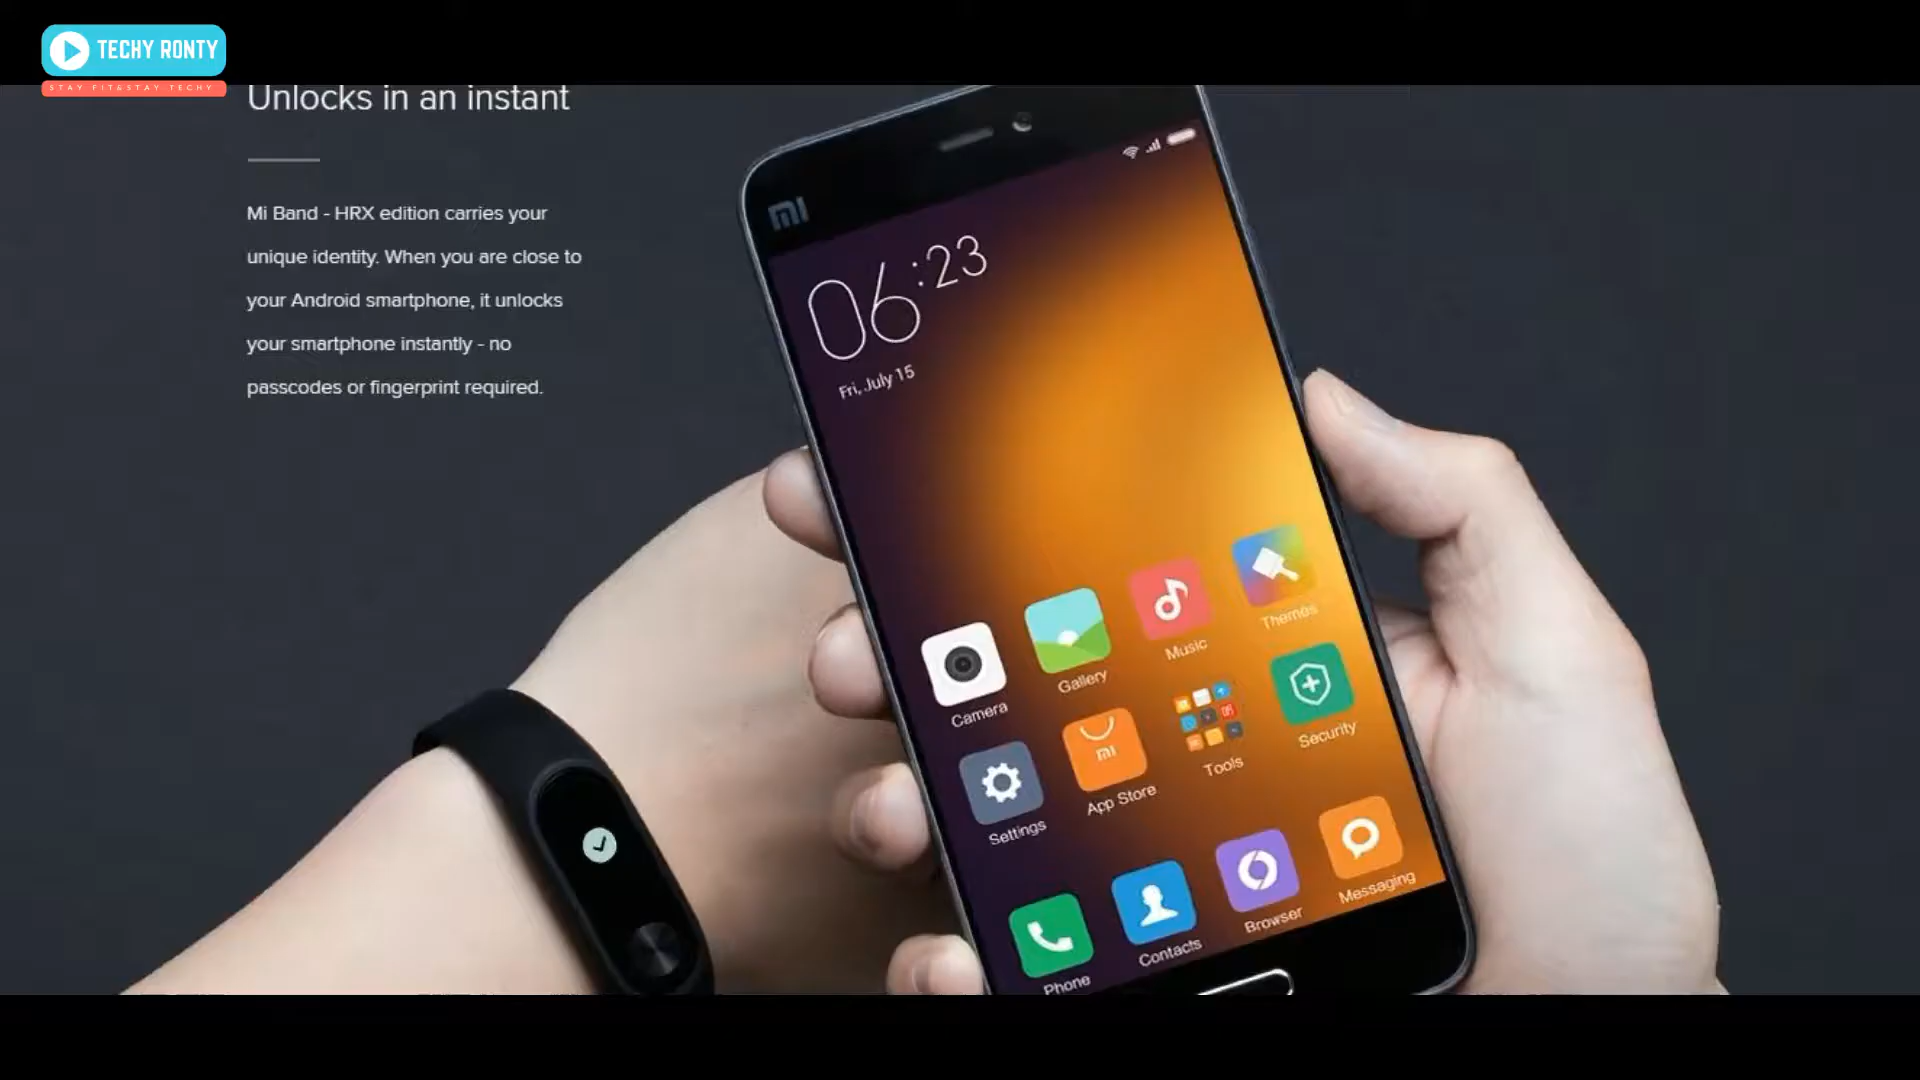 TECHY RONTY
STAY FIT&STAY TECHY
Unlocks in an instant
Mi Band - HRX edition carries your
unique identity. When you are close to
your Android smartphone, it unlocks
your smartphone instantly - no
passcodes or fingerprint required.
mi
06:23
Fri, July 15
Camera
Gallery
Music
Themes
Settings
mi
App Store
Tools
Security
Phone
Contacts
Browser
Messaging